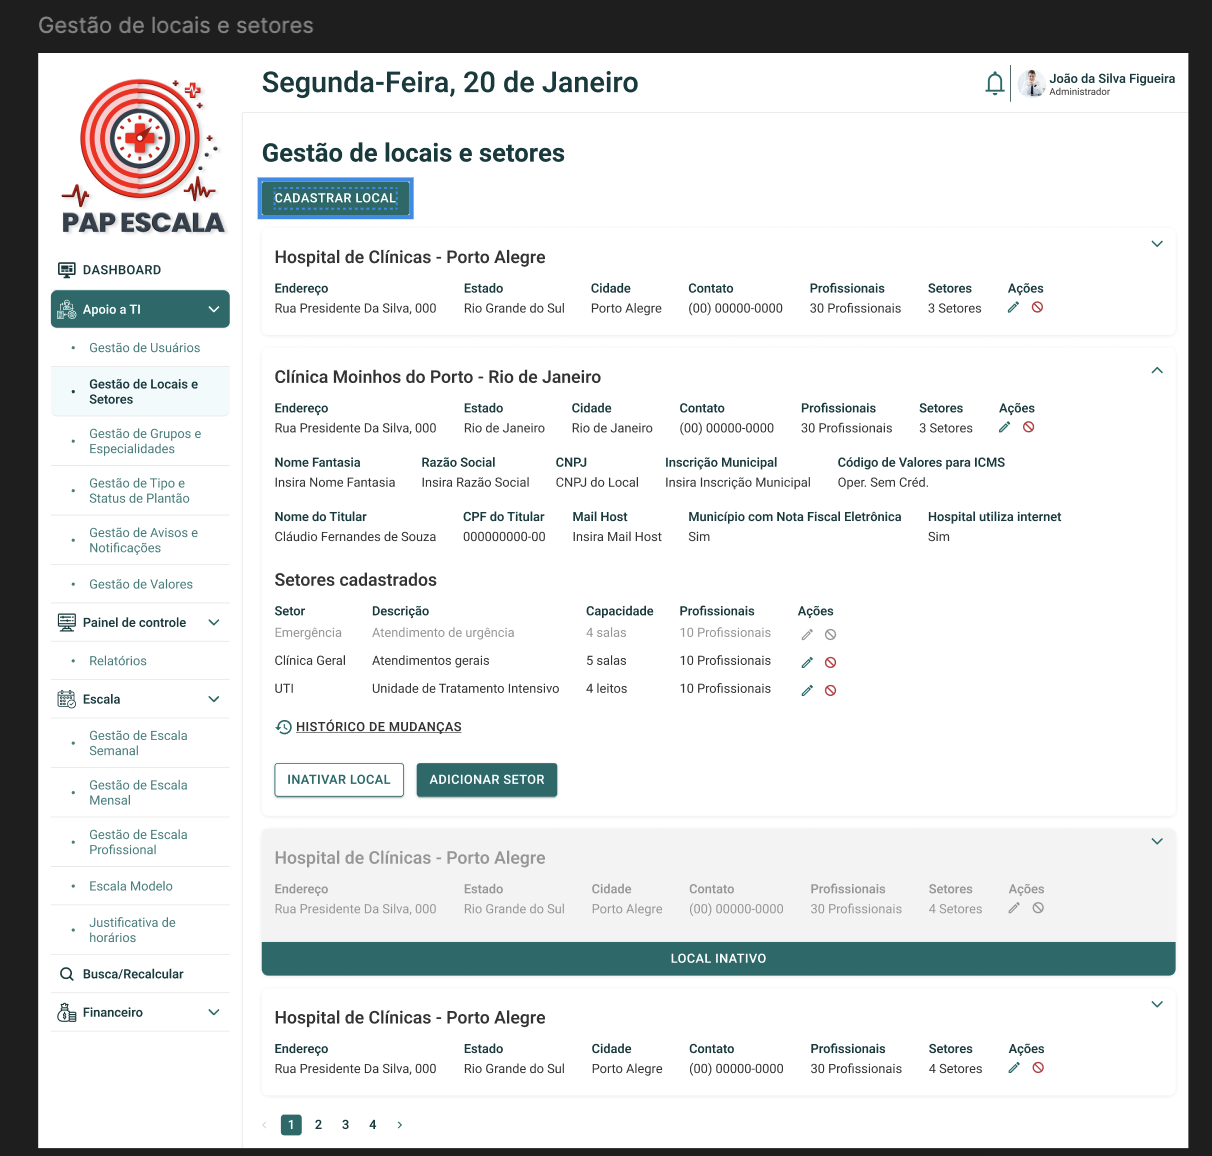 Gestão de locais e setores
PAP ESCALA
DASHBOARD
Apoio a TI
Gestão de Usuários
Gestão de Locais e
Setores
Gestão de Grupos e
Especialidades
Gestão de Tipo e
Status de Plantão
Gestão de Avisos e
Notificações
Gestão de Valores
Painel de controle
Relatórios
Escala
Gestão de Escala
Semanal
Gestão de Escala
Mensal
Gestão de Escala
Profissional
Escala Modelo
Justificativa de
horários
Busca/Recalcular
Financeiro
Segunda-Feira, 20 de Janeiro
João da Silva Figueira
Administrador
Gestão de locais e setores
CADASTRAR LOCAL
Hospital de Clínicas - Porto Alegre
Endereço Estado Cidade Contato Profissionais Setores Ações
Rua Presidente Da Silva, 000 Rio Grande do Sul Porto Alegre (00) 00000-0000 30 Profissionais 3 Setores
Clínica Moinhos do Porto - Rio de Janeiro
Endereço Estado Cidade Contato Profissionais Setores Ações
Rua Presidente Da Silva, 000 Rio de Janeiro Rio de Janeiro (00) 00000-0000 30 Profissionais 3 Setores
Nome Fantasia Razão Social CNPJ Inscrição Municipal Código de Valores para ICMS
Insira Nome Fantasia Insira Razão Social CNPJ do Local Insira Inscrição Municipal Oper. Sem Créd.
Nome do Titular CPF do Titular Mail Host Município com Nota Fiscal Eletrônica Hospital utiliza internet
Cláudio Fernandes de Souza 000000000-00 Insira Mail Host Sim Sim
Setores cadastrados
Setor Descrição Capacidade Profissionais Ações
Emergência Atendimento de urgência 4 salas 10 Profissionais
Clínica Geral Atendimentos gerais 5 salas 10 Profissionais
UTI Unidade de Tratamento Intensivo 4 leitos 10 Profissionais
HISTÓRICO DE MUDANÇAS
INATIVAR LOCAL ADICIONAR SETOR
Hospital de Clínicas - Porto Alegre
Endereço Estado Cidade Contato Profissionais Setores Ações
Rua Presidente Da Silva, 000 Rio Grande do Sul Porto Alegre (00) 00000-0000 30 Profissionais 4 Setores
LOCAL INATIVO
Hospital de Clínicas - Porto Alegre
Endereço Estado Cidade Contato Profissionais Setores Ações
Rua Presidente Da Silva, 000 Rio Grande do Sul Porto Alegre (00) 00000-0000 30 Profissionais 4 Setores
‹ 1 2 3 4 ›